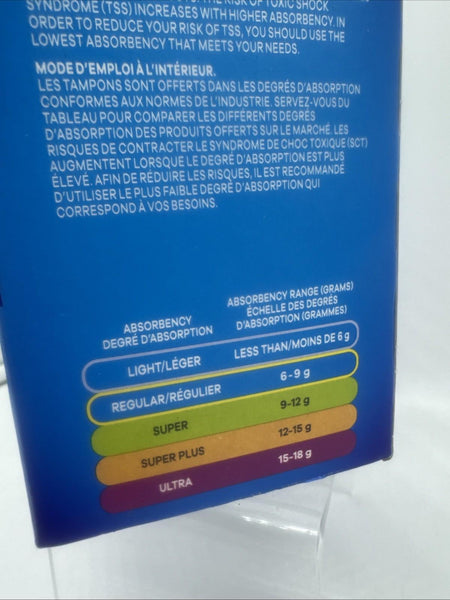 THE RISK OF TOXIC SHOCK
SYNDROME (TSS) INCREASES WITH HIGHER ABSORBENCY. IN
ORDER TO REDUCE YOUR RISK OF TSS, YOU SHOULD USE THE
LOWEST ABSORBENCY THAT MEETS YOUR NEEDS.
MODE D'EMPLOI À L'INTÉRIEUR.
LES TAMPONS SONT OFFERTS DANS LES DEGRÉS D'ABSORPTION
CONFORMES AUX NORMES DE L'INDUSTRIE. SERVEZ-VOUS DU
TABLEAU POUR COMPARER LES DIFFÉRENTS DEGRÉS
D'ABSORPTION DES PRODUITS OFFERTS SUR LE MARCHÉ. LES
RISQUES DE CONTRACTER LE SYNDROME DE CHOC TOXIQUE (SCT)
AUGMENTENT LORSQUE LE DEGRÉ D'ABSORPTION EST PLUS
ÉLEVÉ. AFIN DE RÉDUIRE LES RISQUES, IL EST RECOMMANDÉ
D'UTILISER LE PLUS FAIBLE DEGRÉ D'ABSORPTION QUI
CORRESPOND À VOS BESOINS.
ABSORBENCY
DEGRÉ D'ABSORPTION
ABSORBENCY RANGE (GRAMS)
ÉCHELLE DES DEGRÉS
D'ABSORPTION (GRAMMES)
LIGHT/LÉGER LESS THAN/MOINS DE 6 g
REGULAR/RÉGULIER 6-9 g
SUPER 9-12 g
SUPER PLUS 12-15 g
ULTRA 15-18 g